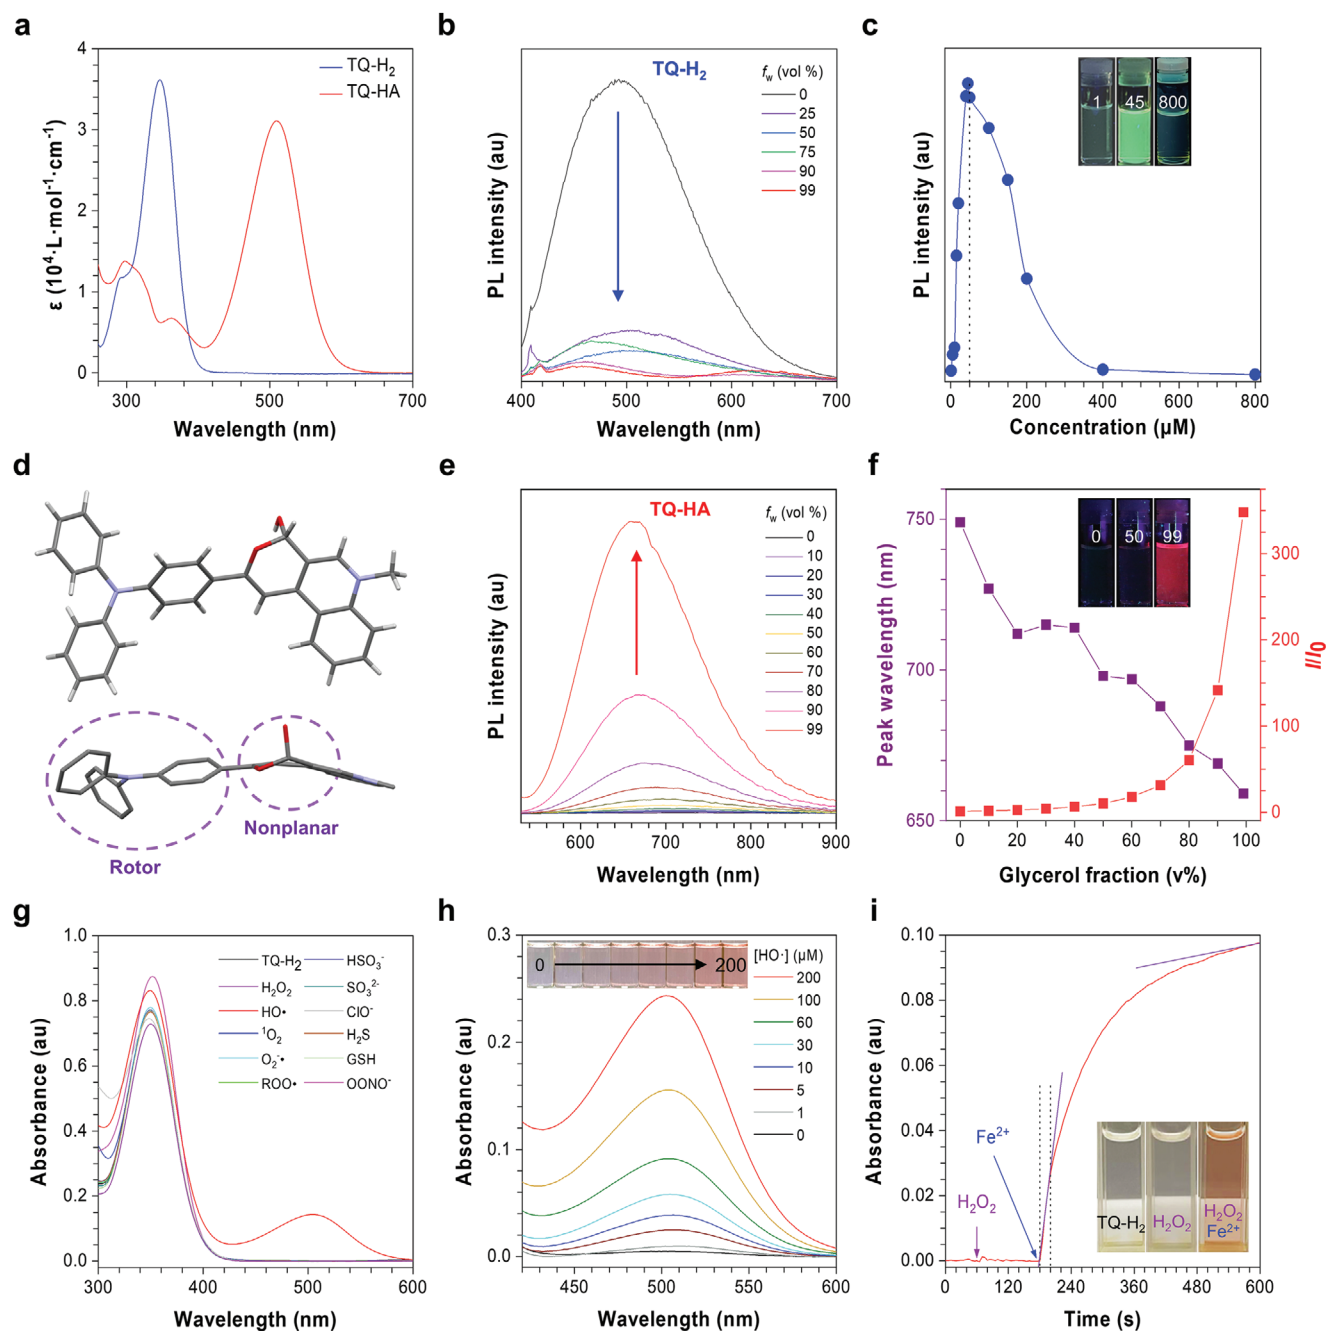 a
4
3
2
1
0
300
500
700
ε (10⁴·L·mol⁻¹·cm⁻¹)
Wavelength (nm)
TQ-H₂
TQ-HA
b
TQ-H₂
fw (vol %)
0
25
50
75
90
99
PL intensity (au)
400
500
600
700
Wavelength (nm)
c
1
45
800
PL intensity (au)
0
200
400
600
800
Concentration (µM)
d
Rotor
Nonplanar
e
TQ-HA
fw (vol %)
0
10
20
30
40
50
60
70
80
90
99
PL intensity (au)
600
700
800
900
Wavelength (nm)
f
0
50
99
750
700
650
Peak wavelength (nm)
300
200
100
0
I/I0
0
20
40
60
80
100
Glycerol fraction (v%)
g
1.0
0.8
0.6
0.4
0.2
0.0
Absorbance (au)
TQ-H₂
H₂O₂
HO•
¹O₂
O₂⁻•
ROO•
HSO₃⁻
SO₃²⁻
ClO⁻
H₂S
GSH
OONO⁻
300
400
500
600
Wavelength (nm)
h
0.3
0.2
0.1
0.0
Absorbance (au)
0
200
[HO·] (µM)
200
100
60
30
10
5
1
0
450
500
550
600
Wavelength (nm)
i
0.10
0.08
0.06
0.04
0.02
0.00
Absorbance (au)
Fe²⁺
H₂O₂
TQ-H₂
H₂O₂
H₂O₂
Fe²⁺
0
120
240
360
480
600
Time (s)